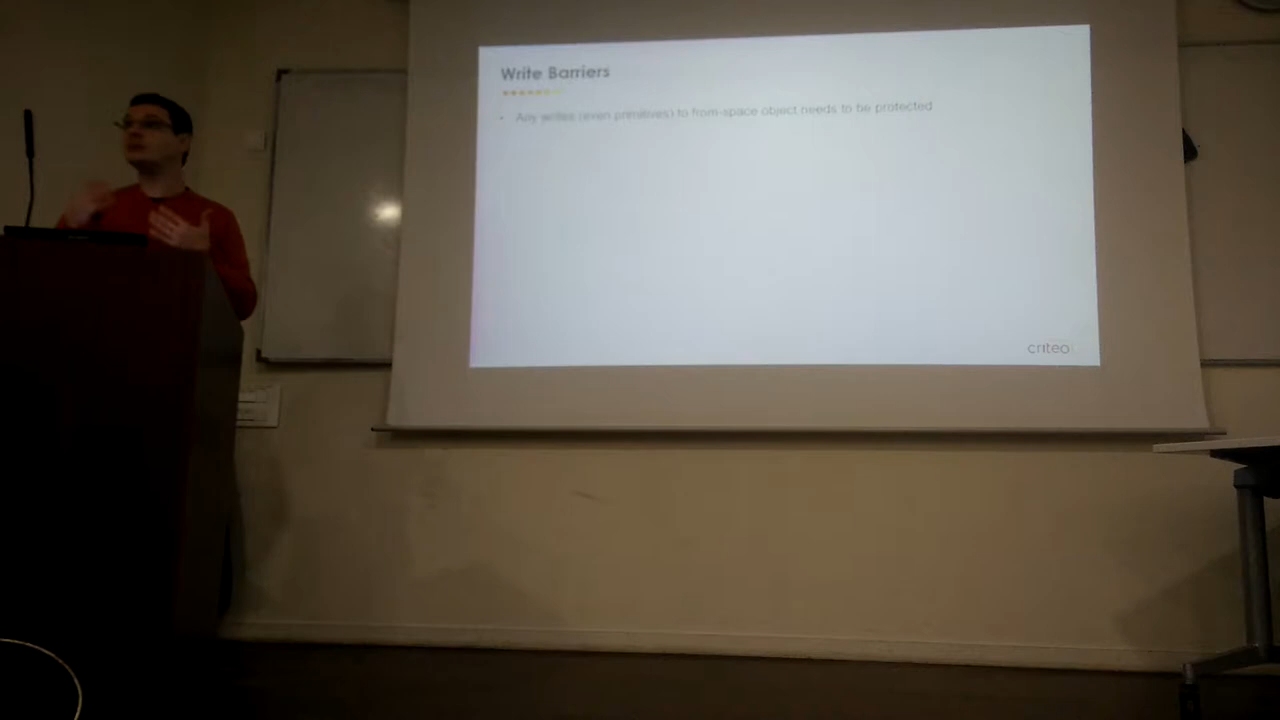 Write Barriers
• Any writes (even primitives) to from-space object needs to be protected
criteo